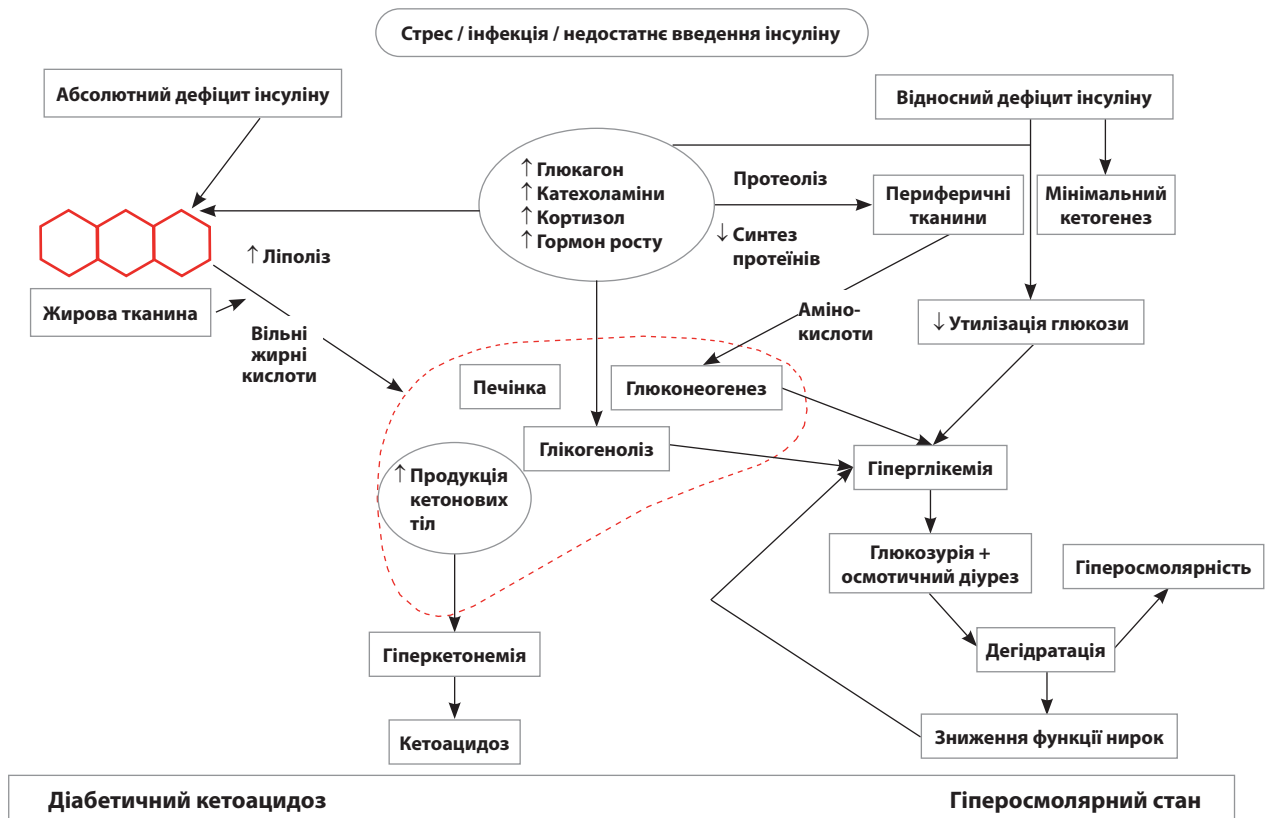 Стрес / інфекція / недостатнє введення інсуліну
Абсолютний дефіцит інсуліну
Відносний дефіцит інсуліну
↑ Глюкагон
↑ Катехоламіни
↑ Кортизол
↑ Гормон росту
Протеоліз
↓ Синтез
протеїнів
Периферичні
тканини
Мінімальний
кетогенез
↑ Ліполіз
Жирова тканина
Вільні
жирні
кислоти
Аміно-
кислоти
↓ Утилізація глюкози
Печінка
Глюконеогенез
Глікогеноліз
↑ Продукція
кетонових
тіл
Гіперглікемія
Глюкозурія +
осмотичний діурез
Гіперосмолярність
Гіперкетонемія
Дегідратація
Кетоацидоз
Зниження функції нирок
Діабетичний кетоацидоз
Гіперосмолярний стан